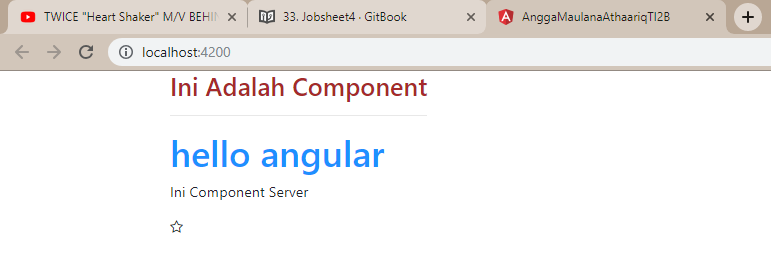 TWICE "Heart Shaker" M/V BEHIN
33. Jobsheet4 · GitBook
AnggaMaulanaAthaariqTI2B
localhost:4200
Ini Adalah Component
hello angular
Ini Component Server